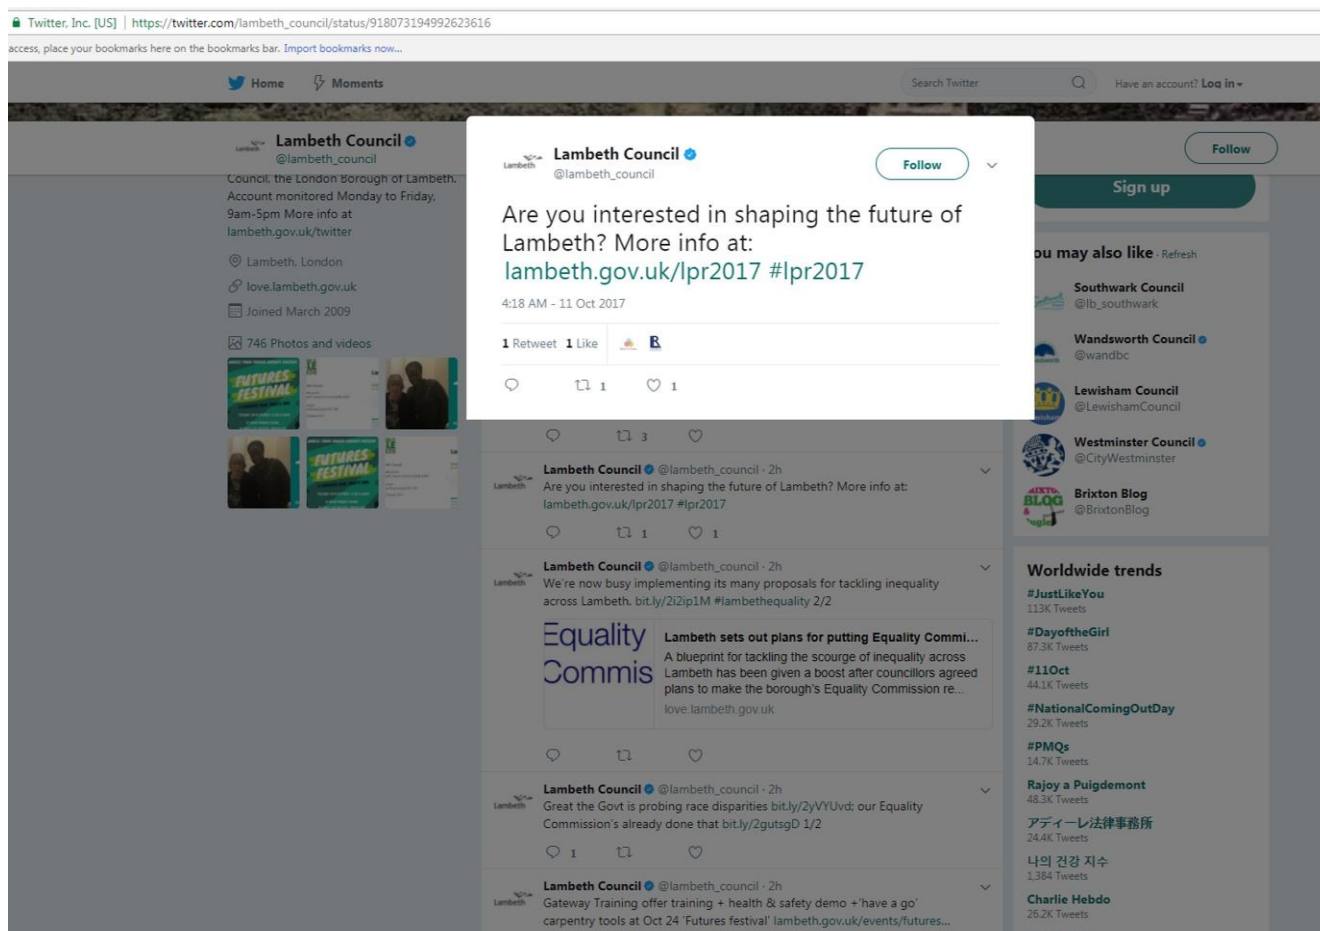 Twitter, Inc. [US] | https://twitter.com/lambeth_council/status/918073194992623616
access, place your bookmarks here on the bookmarks bar. Import bookmarks now...
Home Moments
Search Twitter
Have an account? Log in
Lambeth Council
@lambeth_council
Follow
Council, the London Borough of Lambeth.
Account monitored Monday to Friday,
9am-5pm More info at
lambeth.gov.uk/twitter
Lambeth, London
love.lambeth.gov.uk
Joined March 2009
746 Photos and videos
FUTURES
FESTIVAL
FUTURES
FESTIVAL
Lambeth
Lambeth Council
@lambeth_council
Follow
Are you interested in shaping the future of
Lambeth? More info at:
lambeth.gov.uk/lpr2017 #lpr2017
4:18 AM - 11 Oct 2017
1 Retweet 1 Like
1 1
3
Lambeth Council @lambeth_council · 2h
Are you interested in shaping the future of Lambeth? More info at:
lambeth.gov.uk/lpr2017 #lpr2017
1 1
Lambeth Council @lambeth_council · 2h
We're now busy implementing its many proposals for tackling inequality
across Lambeth. bit.ly/2i2ip1M #lambethequality 2/2
Equality
Commis
Lambeth sets out plans for putting Equality Commi...
A blueprint for tackling the scourge of inequality across
Lambeth has been given a boost after councillors agreed
plans to make the borough's Equality Commission re...
love.lambeth.gov.uk
Lambeth Council @lambeth_council · 2h
Great the Govt is probing race disparities bit.ly/2yVYUvd: our Equality
Commission's already done that bit.ly/2gutsgD 1/2
1
Lambeth Council @lambeth_council · 2h
Gateway Training offer training + health & safety demo +'have a go'
carpentry tools at Oct 24 'Futures festival' lambeth.gov.uk/events/futures...
Sign up
ou may also like · Refresh
Southwark Council
@lb_southwark
Wandsworth Council
@wandbc
Lewisham Council
@LewishamCouncil
Westminster Council
@CityWestminster
Brixton Blog
@BrixtonBlog
Worldwide trends
#JustLikeYou
113K Tweets
#DayoftheGirl
87.3K Tweets
#11Oct
44.1K Tweets
#NationalComingOutDay
29.2K Tweets
#PMQs
14.7K Tweets
Rajoy a Puigdemont
48.3K Tweets
アディーレ法律事務所
24.4K Tweets
나의 건강 지수
1,384 Tweets
Charlie Hebdo
26.2K Tweets